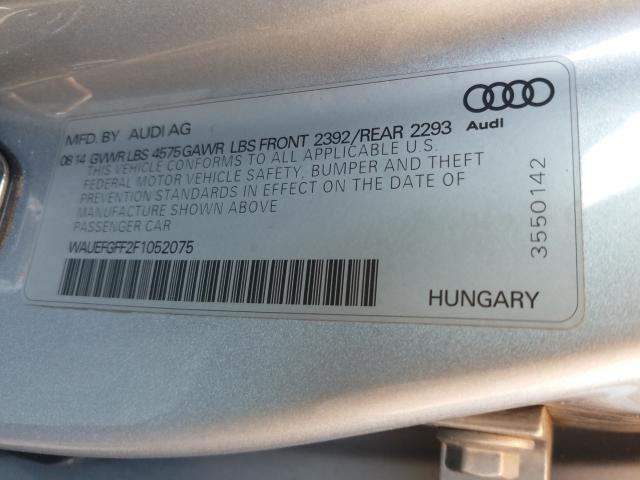 MFD. BY AUDI AG
08 14 GVWR LBS 4575 GAWR LBS FRONT 2392/REAR 2293
THIS VEHICLE CONFORMS TO ALL APPLICABLE U.S.
FEDERAL MOTOR VEHICLE SAFETY, BUMPER AND THEFT
PREVENTION STANDARDS IN EFFECT ON THE DATE OF
MANUFACTURE SHOWN ABOVE
PASSENGER CAR
WAUEFGFF2F1052075
HUNGARY
Audi
3550142